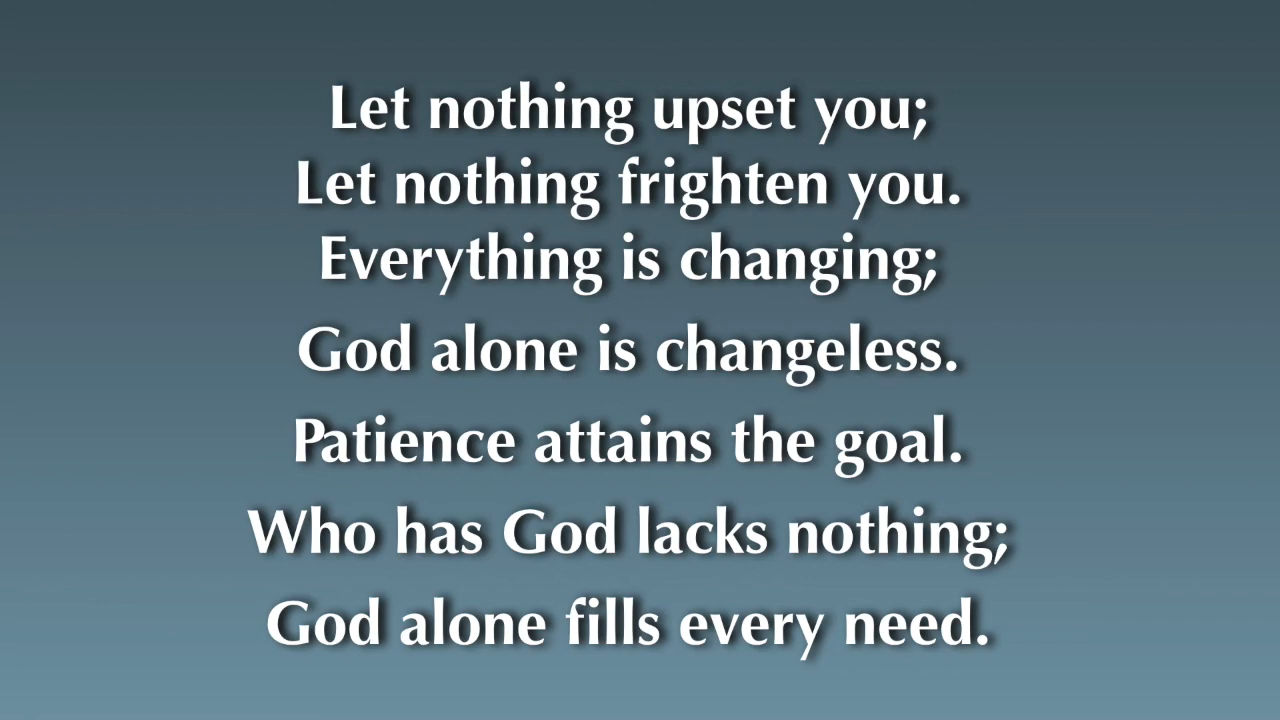 Let nothing upset you;
Let nothing frighten you.
Everything is changing;
God alone is changeless.
Patience attains the goal.
Who has God lacks nothing;
God alone fills every need.